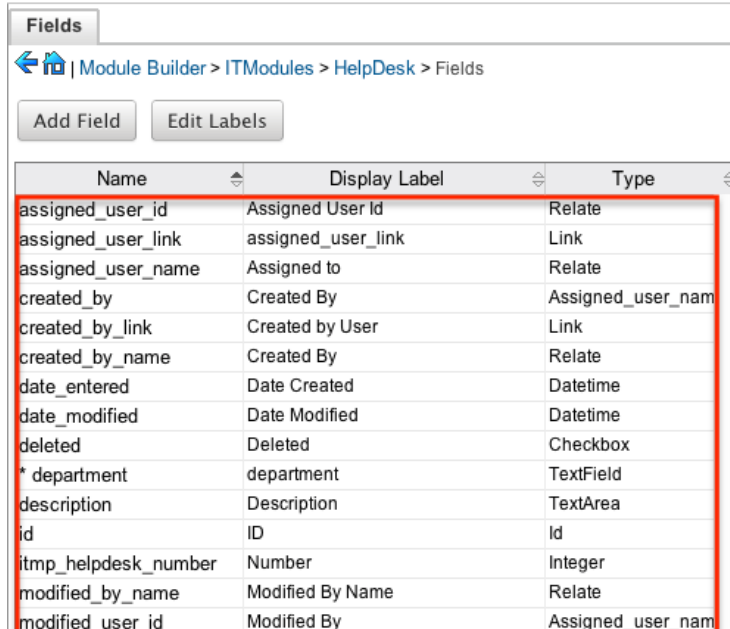 Fields
| Module Builder > ITModules > HelpDesk > Fields
Add Field Edit Labels
Name Display Label Type
assigned_user_id Assigned User Id Relate
assigned_user_link assigned_user_link Link
assigned_user_name Assigned to Relate
created_by Created By Assigned_user_nam
created_by_link Created by User Link
created_by_name Created By Relate
date_entered Date Created Datetime
date_modified Date Modified Datetime
deleted Deleted Checkbox
* department department TextField
description Description TextArea
id ID Id
itmp_helpdesk_number Number Integer
modified_by_name Modified By Name Relate
modified_user_id Modified By Assigned_user_nam